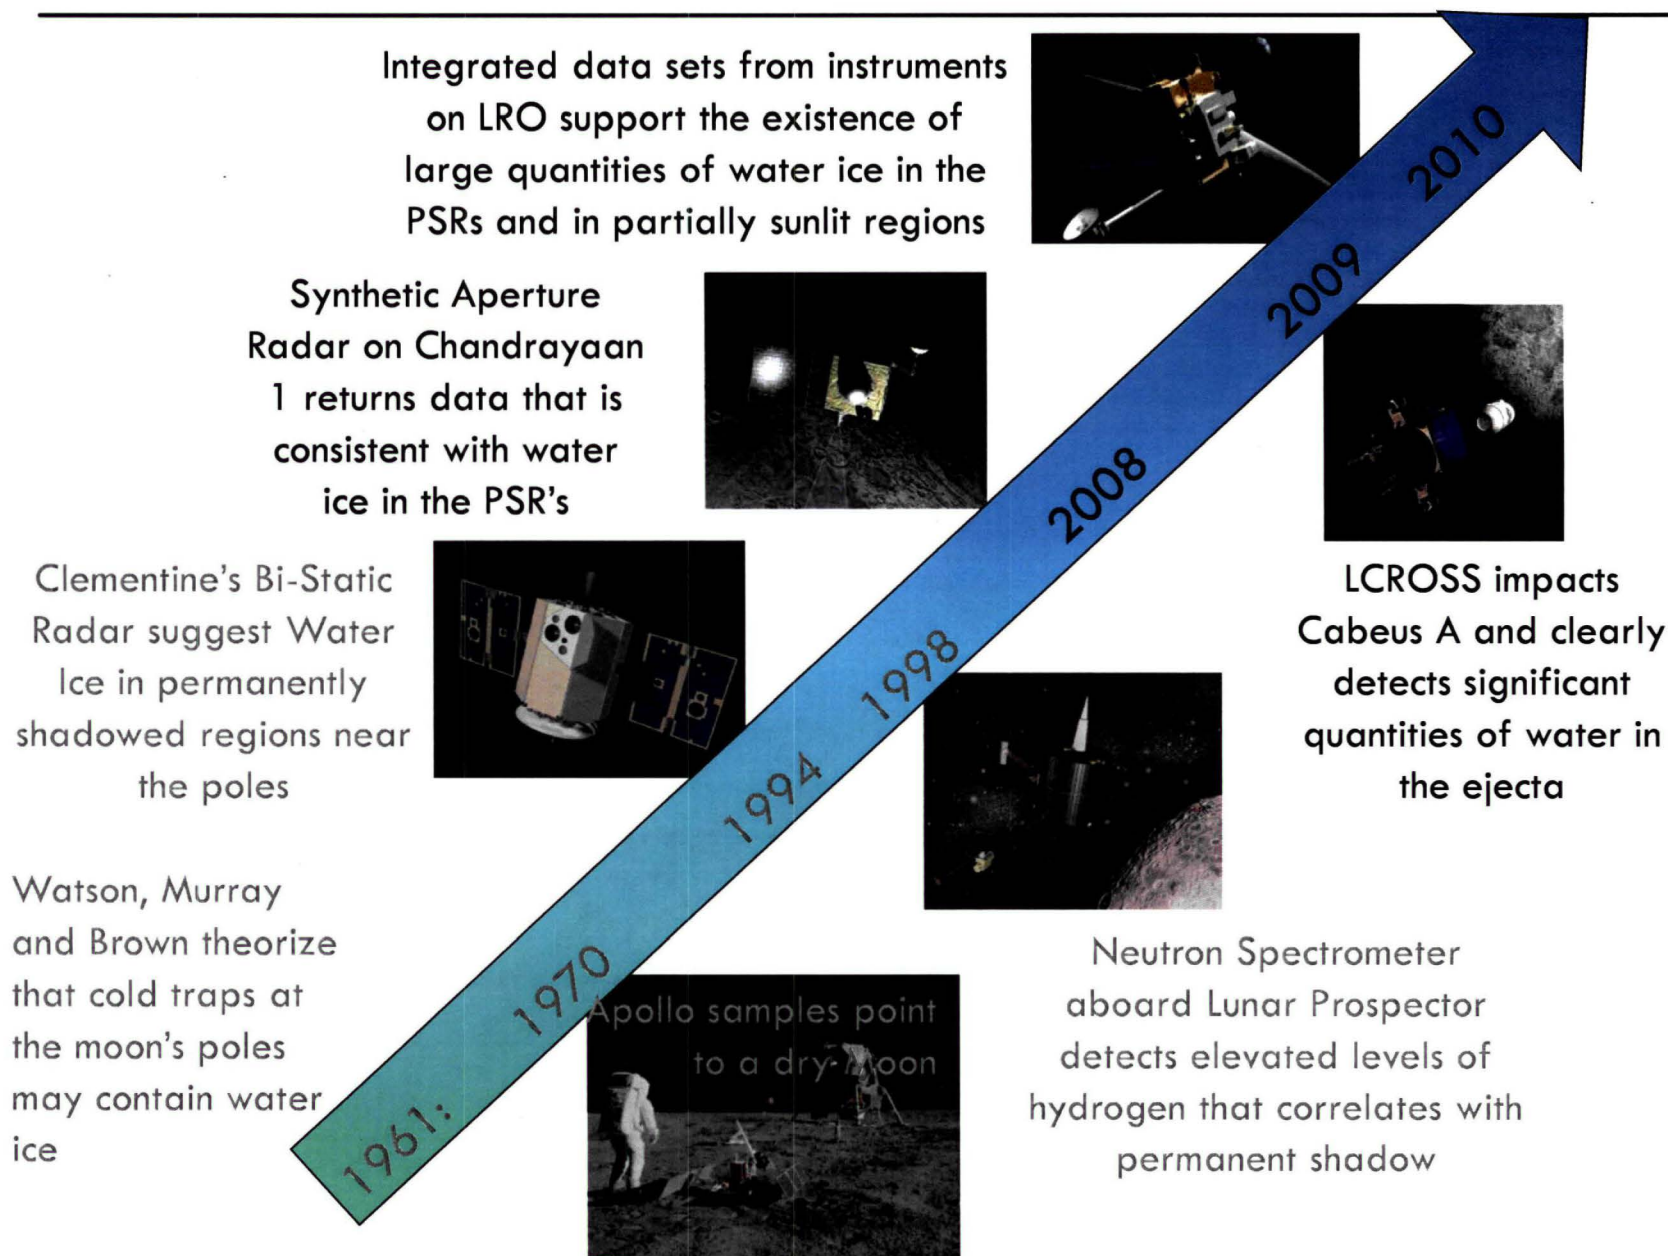 Integrated data sets from instruments
on LRO support the existence of
large quantities of water ice in the
PSRs and in partially sunlit regions
Synthetic Aperture
Radar on Chandrayaan
1 returns data that is
consistent with water
ice in the PSR's
Clementine's Bi-Static
Radar suggest Water
Ice in permanently
shadowed regions near
the poles
Watson, Murray
and Brown theorize
that cold traps at
the moon's poles
may contain water
ice
1961:
1970
1994
1998
2008
2009
2010
Apollo samples point
to a dry Moon
Neutron Spectrometer
aboard Lunar Prospector
detects elevated levels of
hydrogen that correlates with
permanent shadow
LCROSS impacts
Cabeus A and clearly
detects significant
quantities of water in
the ejecta